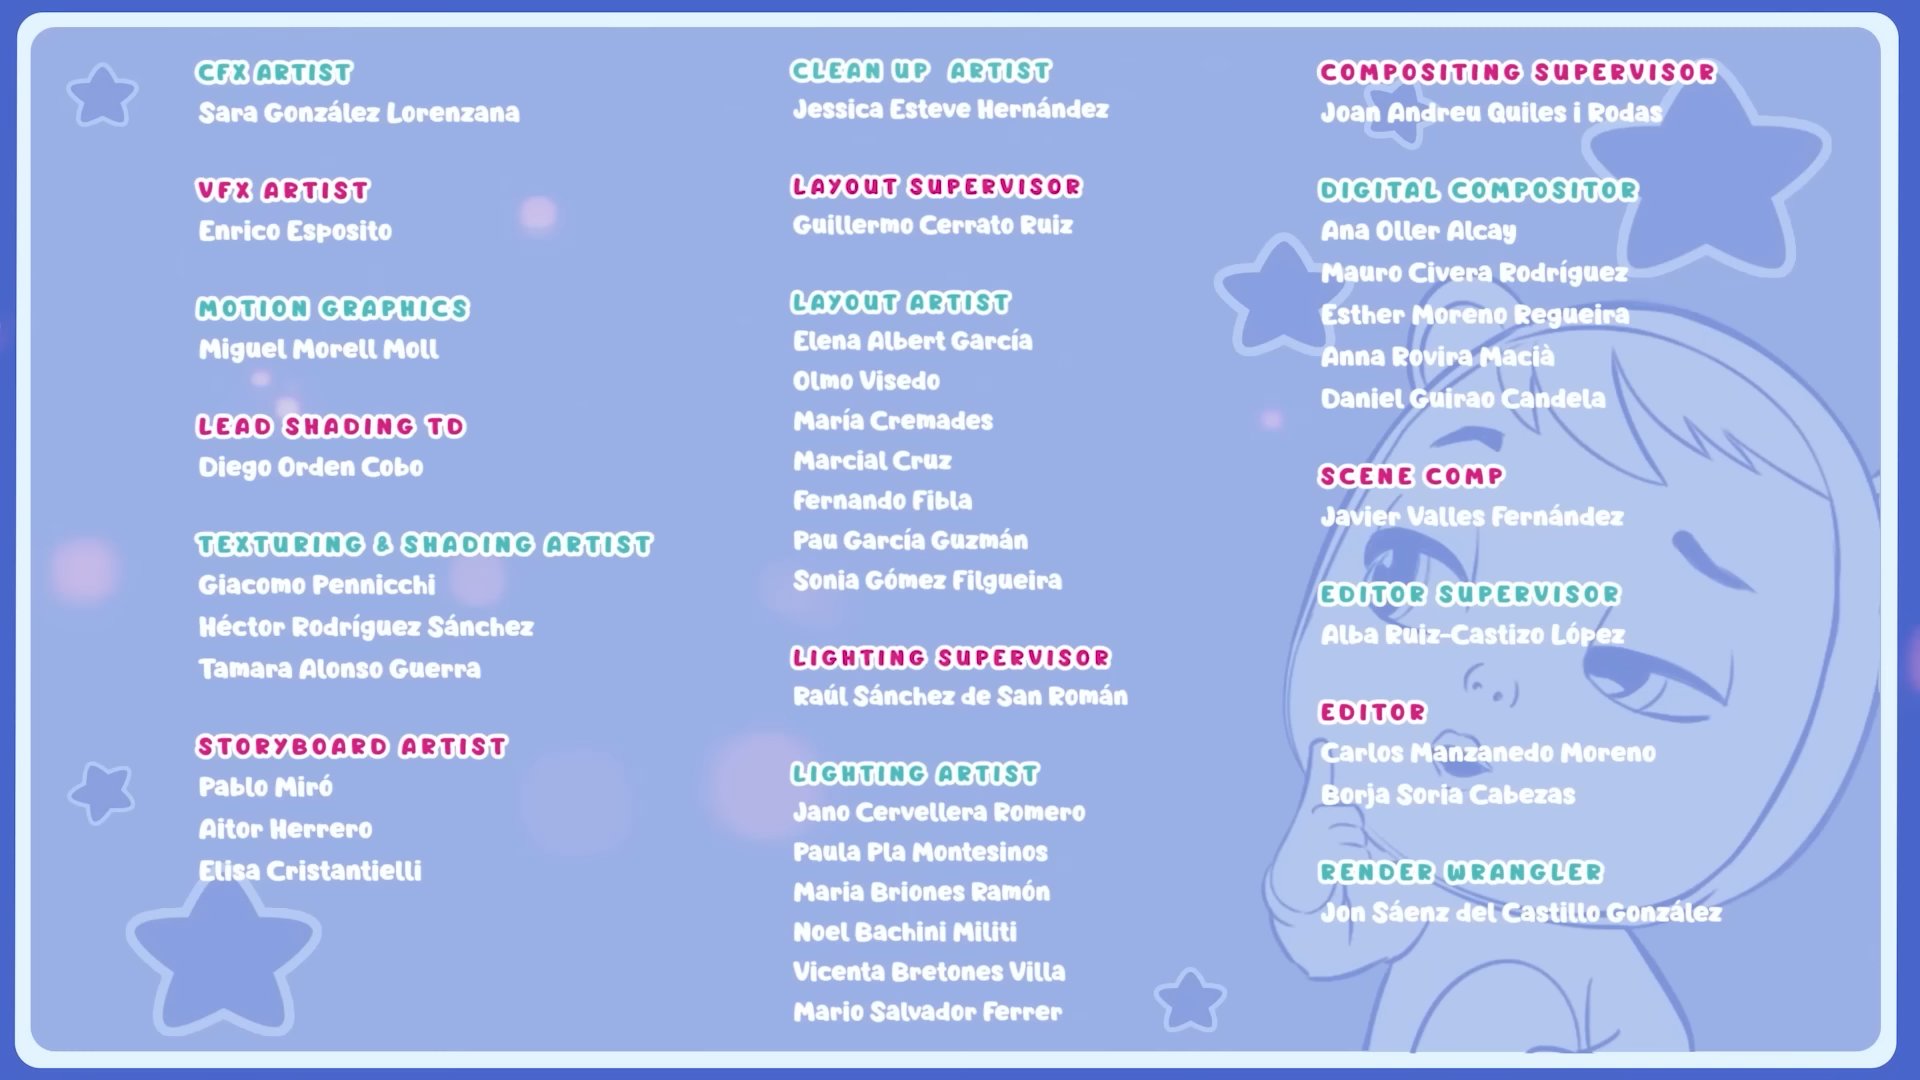 CFX ARTIST
Sara González Lorenzana
VFX ARTIST
Enrico Esposito
MOTION GRAPHICS
Miguel Morell Moll
LEAD SHADING TD
Diego Orden Cobo
TEXTURING & SHADING ARTIST
Giacomo Pennicchi
Héctor Rodríguez Sánchez
Tamara Alonso Guerra
STORYBOARD ARTIST
Pablo Miró
Aitor Herrero
Elisa Cristantielli
CLEAN UP ARTIST
Jessica Esteve Hernández
LAYOUT SUPERVISOR
Guillermo Cerrato Ruiz
LAYOUT ARTIST
Elena Albert García
Olmo Visedo
María Cremades
Marcial Cruz
Fernando Fibla
Pau García Guzmán
Sonia Gómez Filgueira
LIGHTING SUPERVISOR
Raúl Sánchez de San Román
LIGHTING ARTIST
Jano Cervellera Romero
Paula Pla Montesinos
Maria Briones Ramón
Noel Bachini Militi
Vicenta Bretones Villa
Mario Salvador Ferrer
COMPOSITING SUPERVISOR
Joan Andreu Quiles i Rodas
DIGITAL COMPOSITOR
Ana Oller Alcay
Mauro Civera Rodríguez
Esther Moreno Regueira
Anna Rovira Macià
Daniel Guirao Candela
SCENE COMP
Javier Valles Fernández
EDITOR SUPERVISOR
Alba Ruiz-Castizo López
EDITOR
Carlos Manzanedo Moreno
Borja Soria Cabezas
RENDER WRANGLER
Jon Sáenz del Castillo González